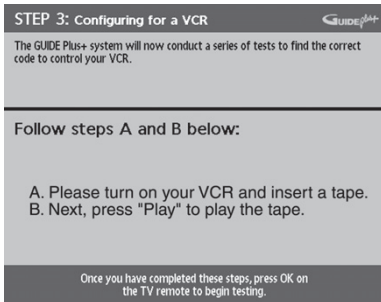 STEP 3: Configuring for a VCR
GUIDE plus+
The GUIDE Plus+ system will now conduct a series of tests to find the correct
code to control your VCR.
Follow steps A and B below:
A. Please turn on your VCR and insert a tape.
B. Next, press "Play" to play the tape.
Once you have completed these steps, press OK on
the TV remote to begin testing.